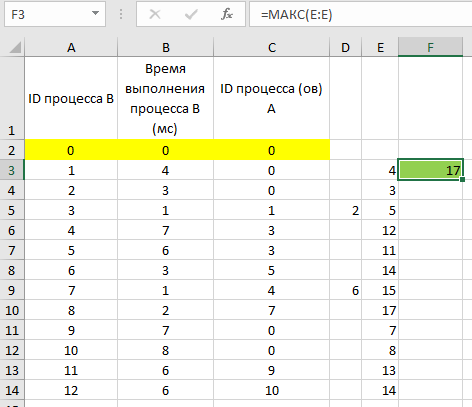 F3 =МАКС(E:E)
A B C D E F
1 ID процесса B Время выполнения процесса B (мс) ID процесса (ов) A
2 0 0 0
3 1 4 0 4 17
4 2 3 0 3
5 3 1 1 2 5
6 4 7 3 12
7 5 6 3 11
8 6 3 5 14
9 7 1 4 6 15
10 8 2 7 17
11 9 7 0 7
12 10 8 0 8
13 11 6 9 13
14 12 6 10 14